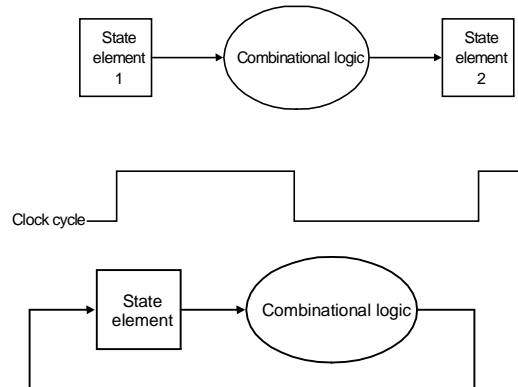 State
element
1
Combinational logic
State
element
2
Clock cycle
State
element
Combinational logic